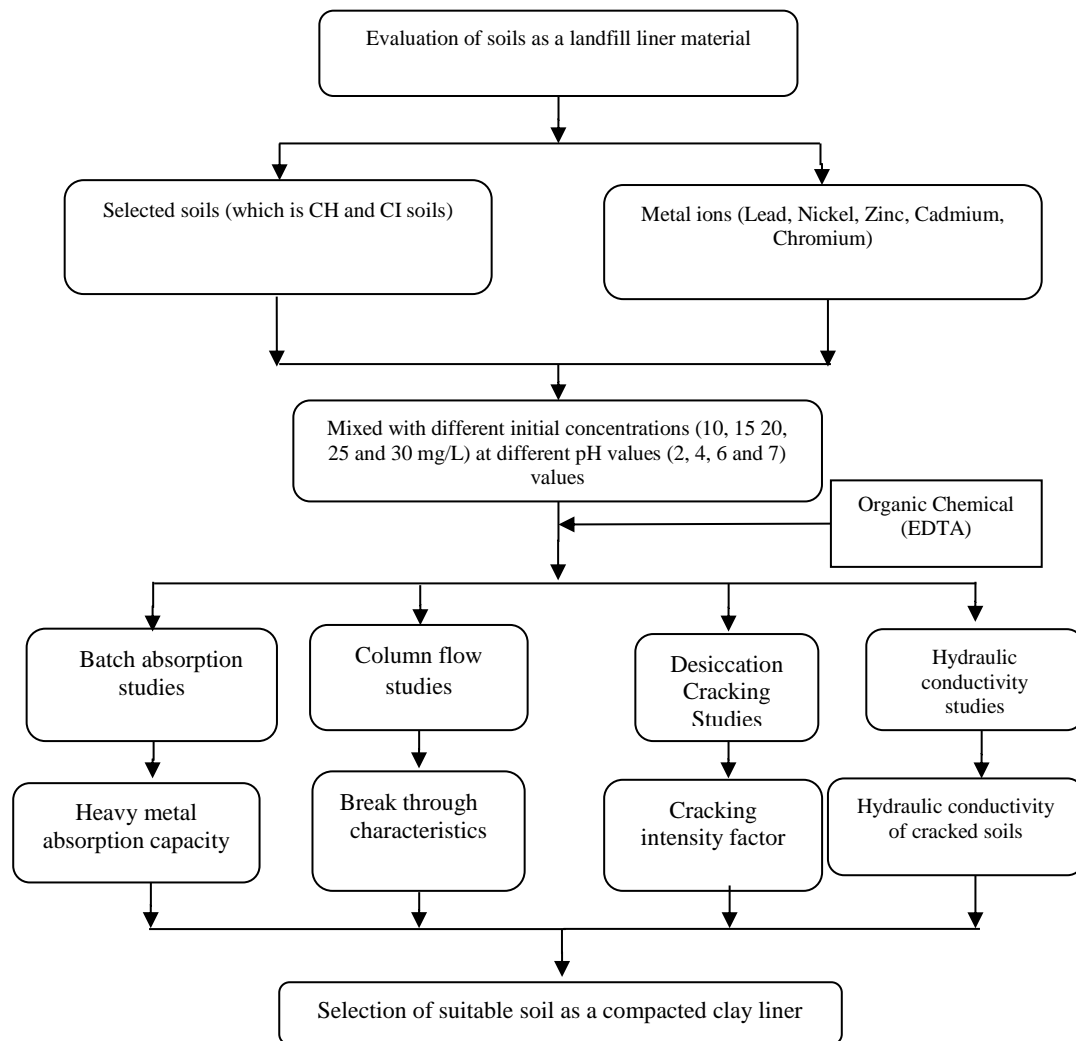 Evaluation of soils as a landfill liner material
Selected soils (which is CH and CI soils)
Metal ions (Lead, Nickel, Zinc, Cadmium,
Chromium)
Mixed with different initial concentrations (10, 15 20,
25 and 30 mg/L) at different pH values (2, 4, 6 and 7)
values
Organic Chemical
(EDTA)
Batch absorption
studies
Column flow
studies
Desiccation
Cracking
Studies
Hydraulic
conductivity
studies
Heavy metal
absorption capacity
Break through
characteristics
Cracking
intensity factor
Hydraulic conductivity
of cracked soils
Selection of suitable soil as a compacted clay liner